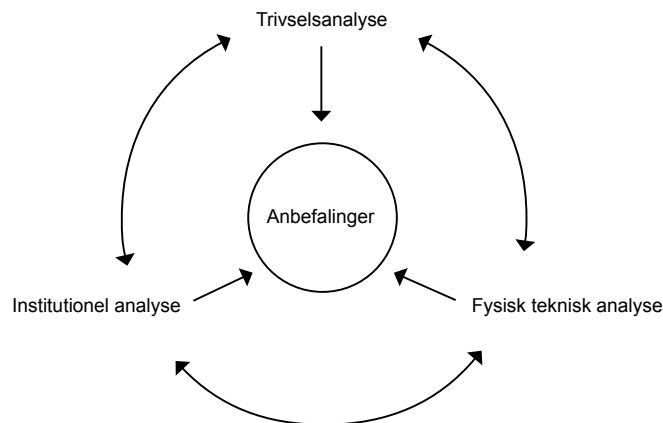 Trivselsanalyse
Anbefalinger
Institutionel analyse
Fysisk teknisk analyse